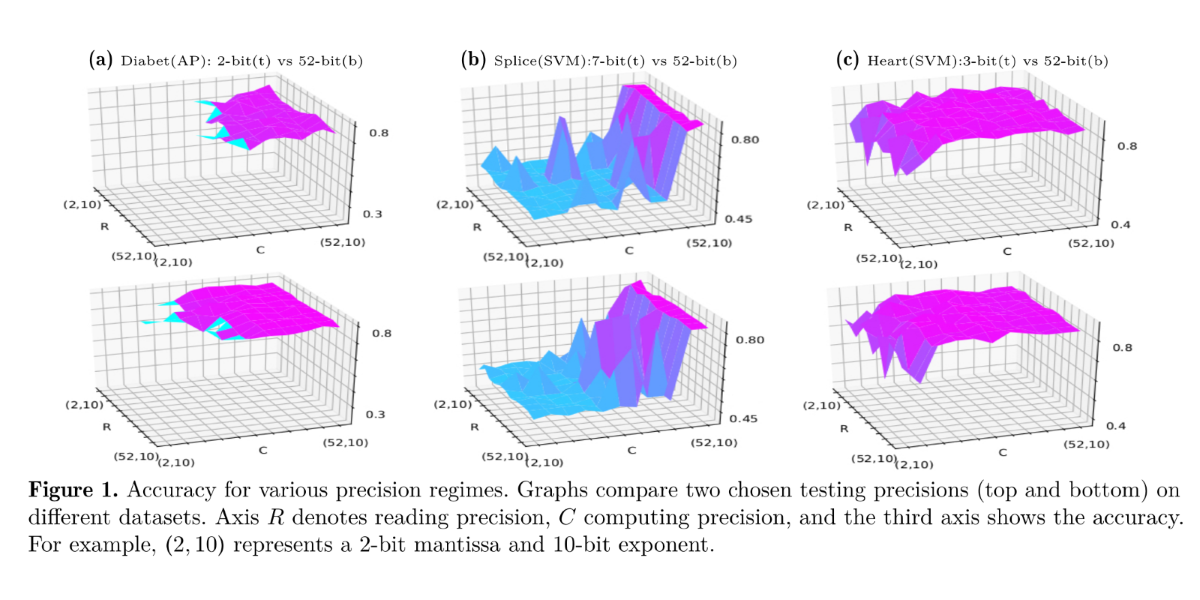 (a) Diabet(AP): 2-bit(t) vs 52-bit(b)
(b) Splice(SVM):7-bit(t) vs 52-bit(b)
(c) Heart(SVM):3-bit(t) vs 52-bit(b)
0.8
0.3
(2,10)
R
(52,10)
(2,10)
C
(52,10)
0.80
0.45
(2,10)
R
(52,10)
(2,10)
C
(52,10)
0.8
0.4
(2,10)
R
(52,10)
(2,10)
C
(52,10)
0.8
0.3
(2,10)
R
(52,10)
(2,10)
C
(52,10)
0.80
0.45
(2,10)
R
(52,10)
(2,10)
C
(52,10)
0.8
0.4
(2,10)
R
(52,10)
(2,10)
C
(52,10)
Figure 1. Accuracy for various precision regimes. Graphs compare two chosen testing precisions (top and bottom) on
different datasets. Axis R denotes reading precision, C computing precision, and the third axis shows the accuracy.
For example, (2, 10) represents a 2-bit mantissa and 10-bit exponent.